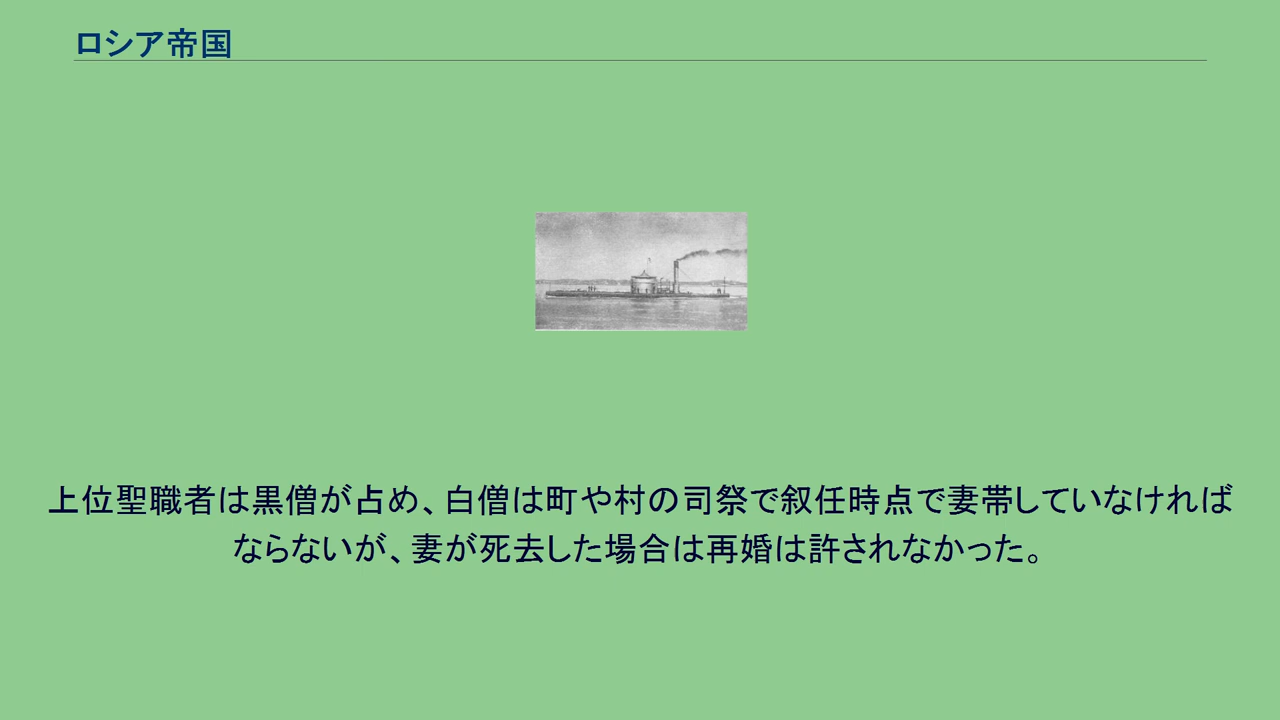 ロシア帝国
上位聖職者は黒僧が占め、白僧は町や村の司祭で叙任時点で妻帯していなければ
ならないが、妻が死去した場合は再婚は許されなかった。